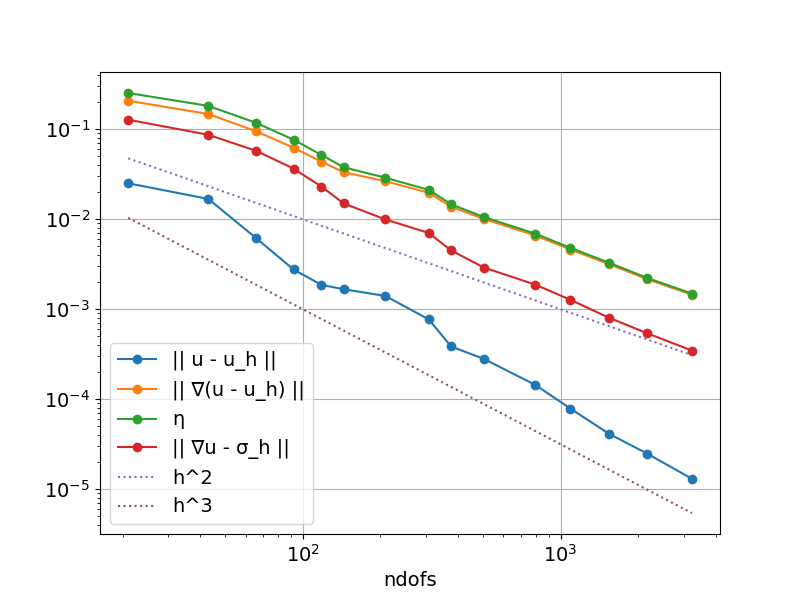 10^-1
10^-2
10^-3
10^-4
10^-5
|| u - u_h ||
|| ∇(u - u_h) ||
η
|| ∇u - σ_h ||
h^2
h^3
10^2
10^3
ndofs